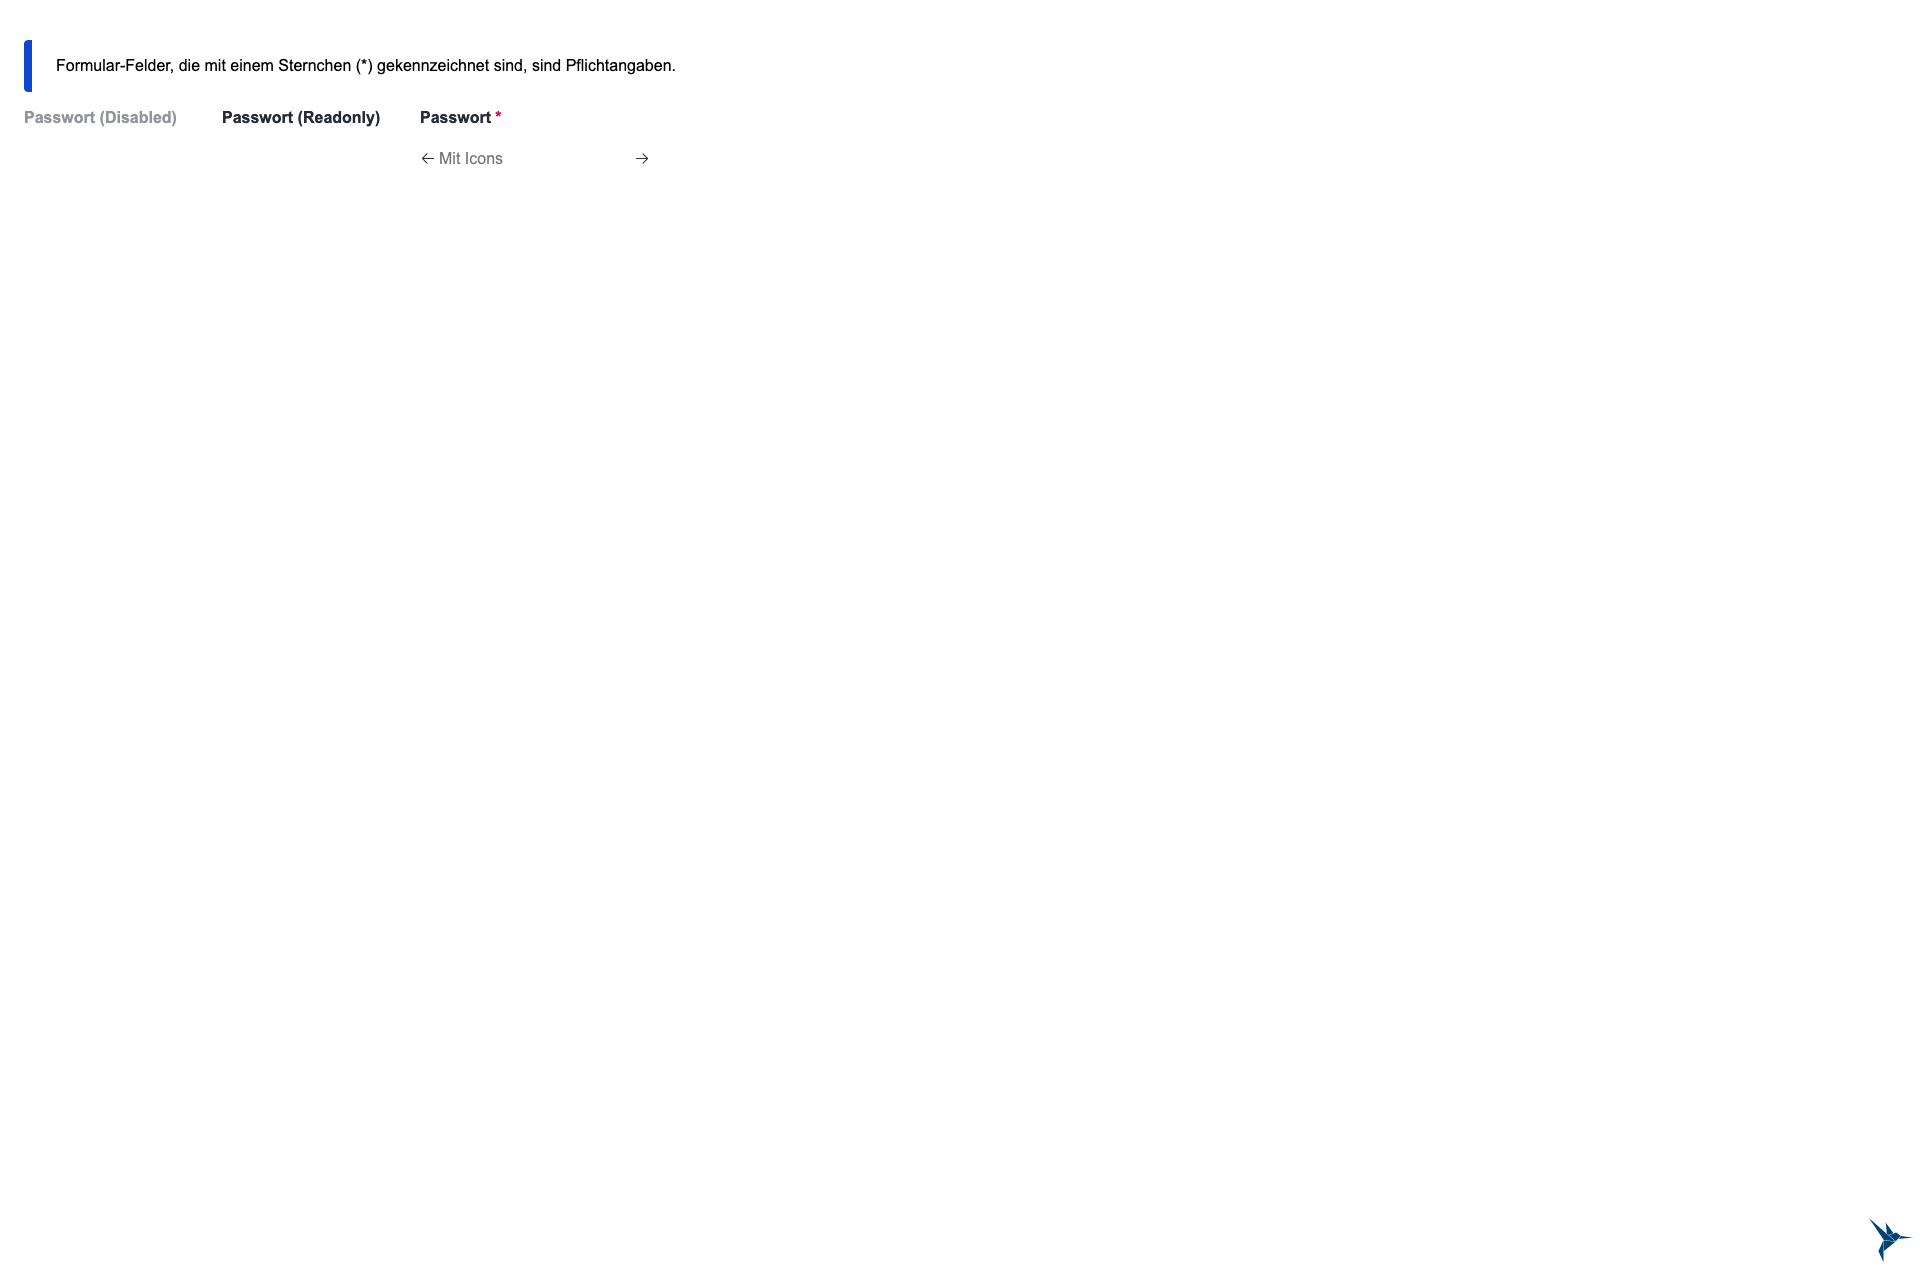 Formular-Felder, die mit einem Sternchen (*) gekennzeichnet sind, sind Pflichtangaben.
Passwort (Disabled) Passwort (Readonly) Passwort *
Mit Icons